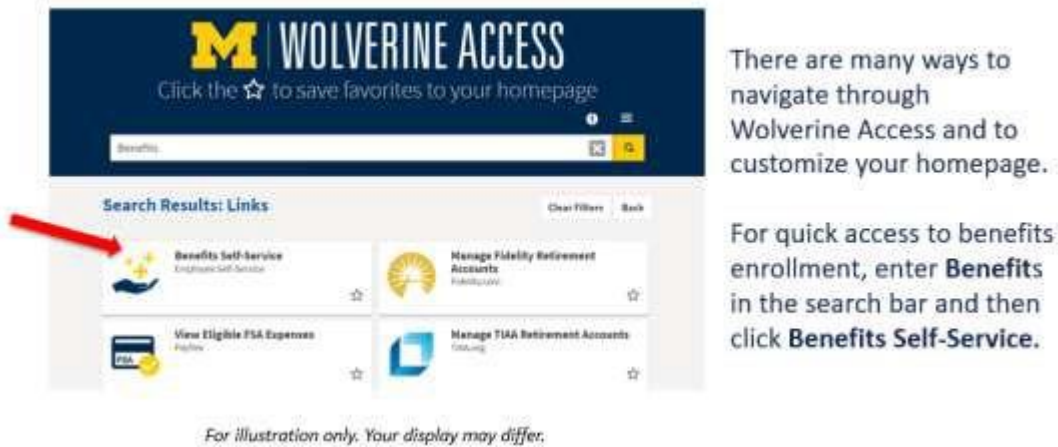 M WOLVERINE ACCESS
Click the ☆ to save favorites to your homepage
Benefits
Search Results: Links
Clear Filters Back
Benefits Self-Service
Employee Self-Service
Manage Fidelity Retirement
Accounts
Fidelity.com
View Eligible FSA Expenses
PayFlex
FSA
Manage TIAA Retirement Accounts
TIAA.org
There are many ways to
navigate through
Wolverine Access and to
customize your homepage.
For quick access to benefits
enrollment, enter Benefits
in the search bar and then
click Benefits Self-Service.
For illustration only. Your display may differ.